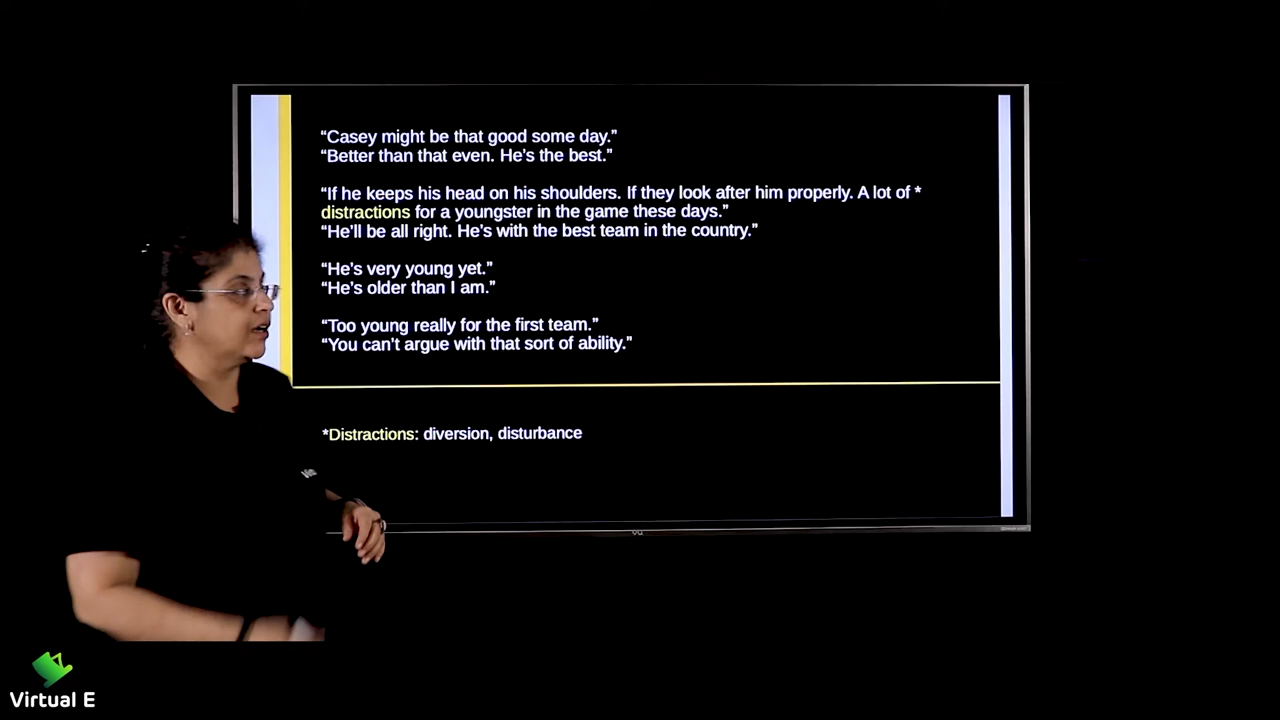 “Casey might be that good some day.”
“Better than that even. He’s the best.”
“If he keeps his head on his shoulders. If they look after him properly. A lot of *
distractions for a youngster in the game these days.”
“He’ll be all right. He’s with the best team in the country.”
“He’s very young yet.”
“He’s older than I am.”
“Too young really for the first team.”
“You can’t argue with that sort of ability.”
*Distractions: diversion, disturbance
VU
Virtual E